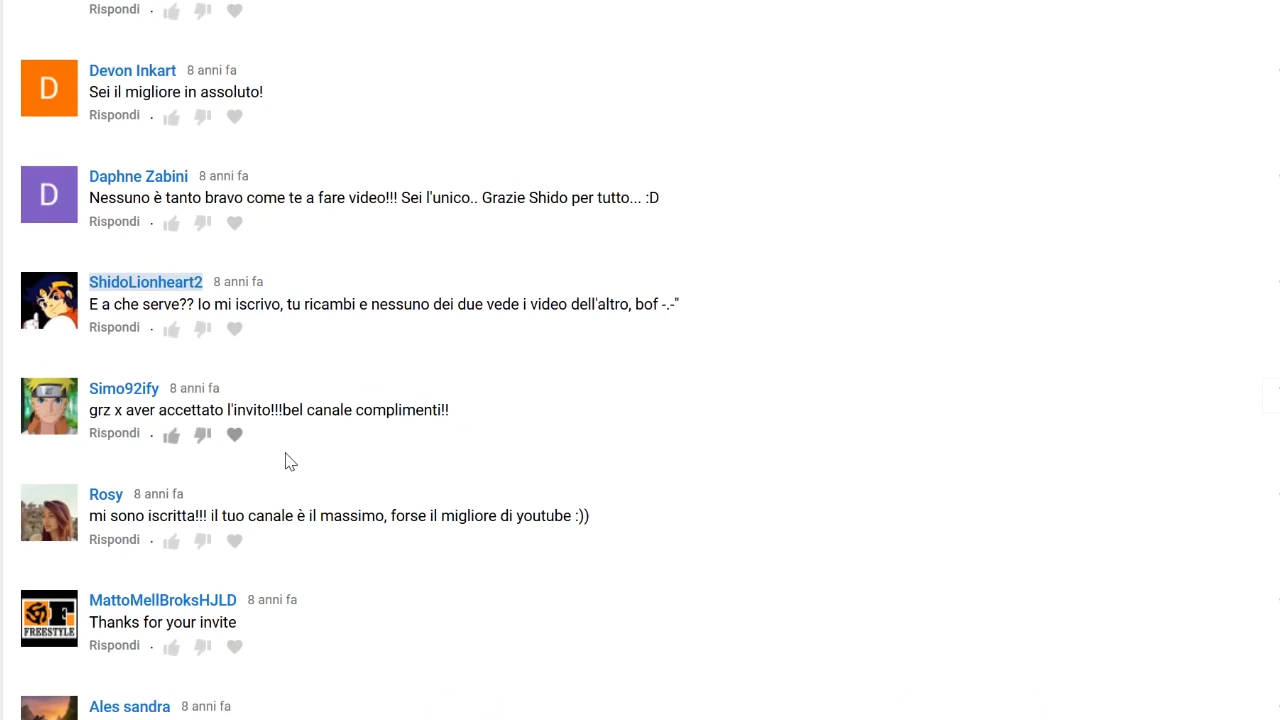 Rispondi .
Devon Inkart 8 anni fa
D
Sei il migliore in assoluto!
Rispondi .
Daphne Zabini 8 anni fa
D
Nessuno è tanto bravo come te a fare video!!! Sei l'unico.. Grazie Shido per tutto... :D
Rispondi .
ShidoLionheart2 8 anni fa
E a che serve?? Io mi iscrivo, tu ricambi e nessuno dei due vede i video dell'altro, bof -.-"
Rispondi .
Simo92ify 8 anni fa
grz x aver accettato l'invito!!!bel canale complimenti!!
Rispondi .
Rosy 8 anni fa
mi sono iscritta!!! il tuo canale è il massimo, forse il migliore di youtube :))
Rispondi .
MattoMellBroksHJLD 8 anni fa
F
FREESTYLE
Thanks for your invite
Rispondi .
Ales sandra 8 anni fa